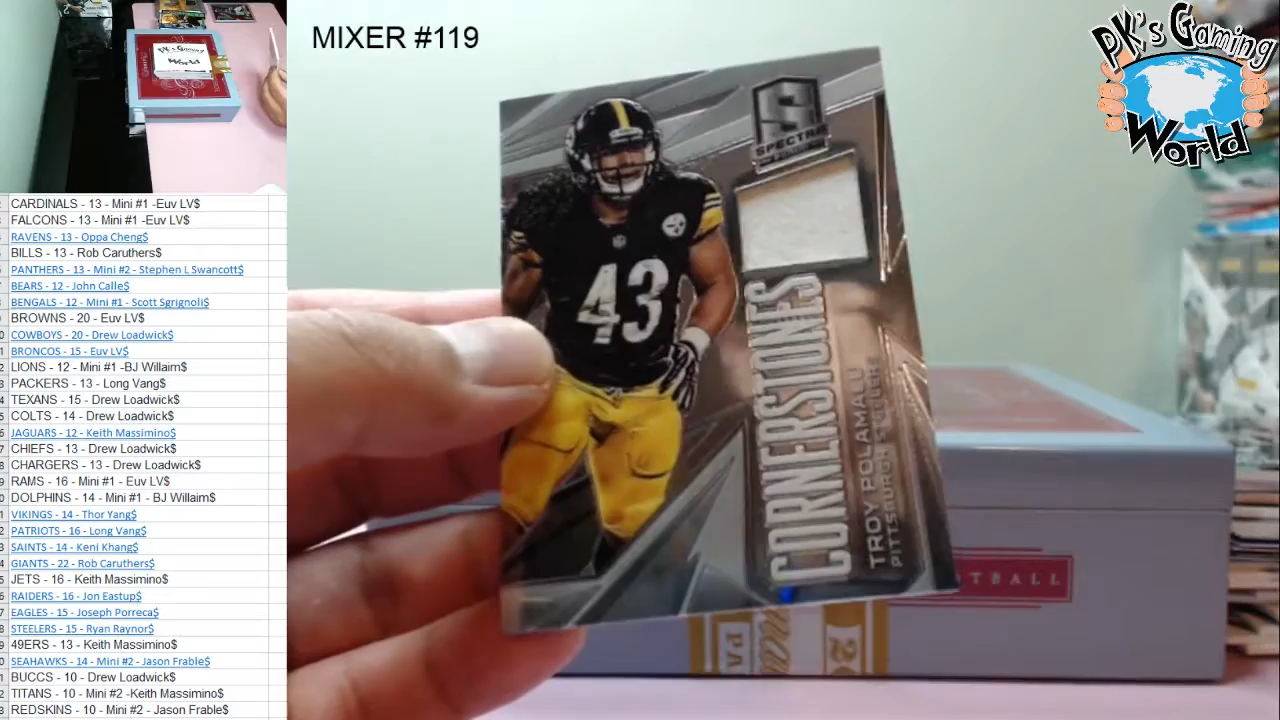 MIXER #119
PK's Gaming
World
PK's Gaming
World
CARDINALS - 13 - Mini #1 -Euv LV$
FALCONS - 13 - Mini #1 -Euv LV$
RAVENS - 13 - Oppa Cheng$
BILLS - 13 - Rob Caruthers$
PANTHERS - 13 - Mini #2 - Stephen L Swancott$
BEARS - 12 - John Calle$
BENGALS - 12 - Mini #1 - Scott Sgrignoli$
BROWNS - 20 - Euv LV$
COWBOYS - 20 - Drew Loadwick$
BRONCOS - 15 - Euv LV$
LIONS - 12 - Mini #1 -BJ Willaim$
PACKERS - 13 - Long Vang$
TEXANS - 15 - Drew Loadwick$
COLTS - 14 - Drew Loadwick$
JAGUARS - 12 - Keith Massimino$
CHIEFS - 13 - Drew Loadwick$
CHARGERS - 13 - Drew Loadwick$
RAMS - 16 - Mini #1 - Euv LV$
DOLPHINS - 14 - Mini #1 - BJ Willaim$
VIKINGS - 14 - Thor Yang$
PATRIOTS - 16 - Long Vang$
SAINTS - 14 - Keni Khang$
GIANTS - 22 - Rob Caruthers$
JETS - 16 - Keith Massimino$
RAIDERS - 16 - Jon Eastup$
EAGLES - 15 - Joseph Porreca$
STEELERS - 15 - Ryan Raynor$
49ERS - 13 - Keith Massimino$
SEAHAWKS - 14 - Mini #2 - Jason Frable$
BUCCS - 10 - Drew Loadwick$
TITANS - 10 - Mini #2 -Keith Massimino$
REDSKINS - 10 - Mini #2 - Jason Frable$
SPECTRA
43
CORNERSTONES
TROY POLAMALU
PITTSBURGH STEELERS
TBALL
PA